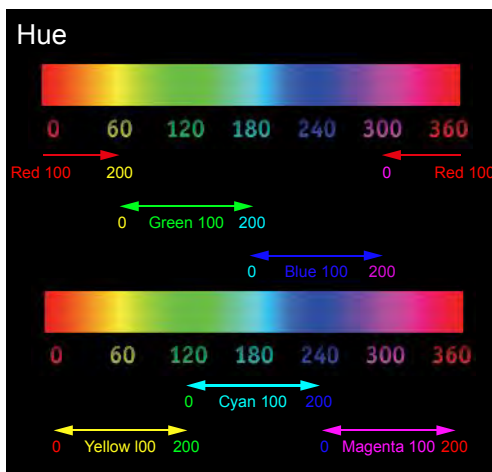 Hue
0 60 120 180 240 300 360
Red 100 200 0 Red 100
0 Green 100 200
0 Blue 100 200
0 60 120 180 240 300 360
0 Cyan 100 200
0 Yellow l00 200 0 Magenta 100 200